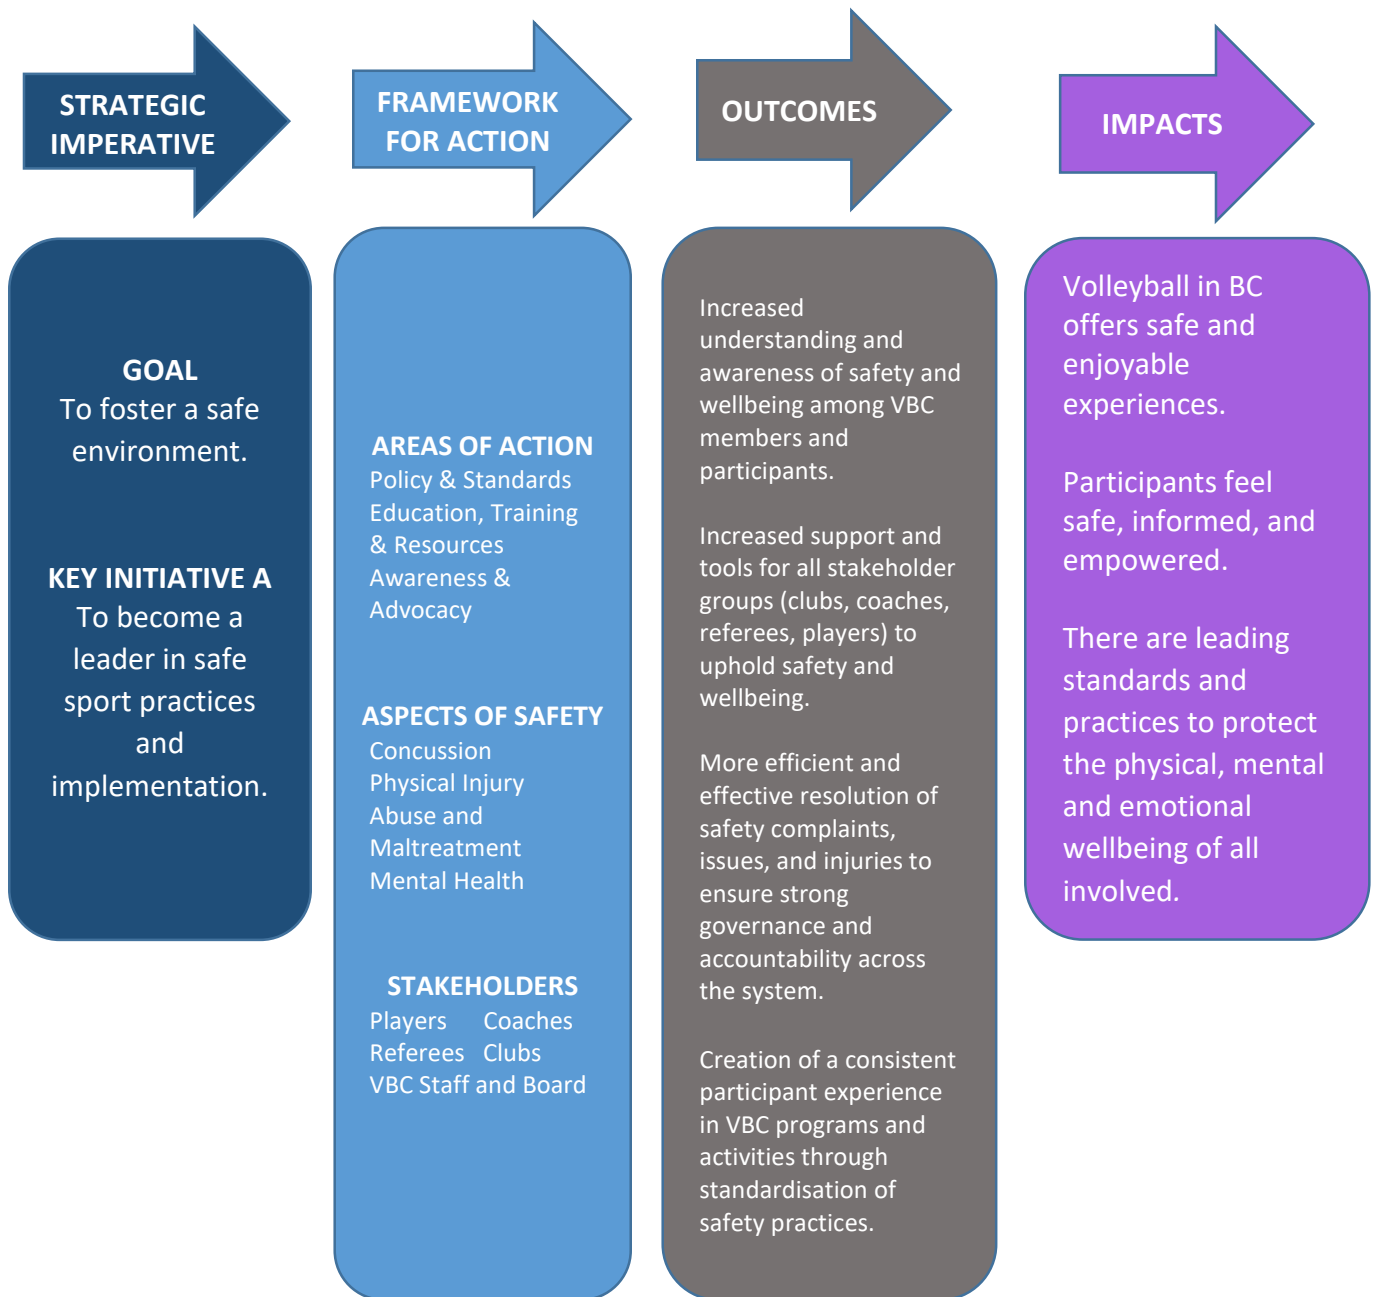 STRATEGIC
IMPERATIVE
GOAL
To foster a safe
environment.
KEY INITIATIVE A
To become a
leader in safe
sport practices
and
implementation.
FRAMEWORK
FOR ACTION
AREAS OF ACTION
Policy & Standards
Education, Training
& Resources
Awareness &
Advocacy
ASPECTS OF SAFETY
Concussion
Physical Injury
Abuse and
Maltreatment
Mental Health
STAKEHOLDERS
Players Coaches
Referees Clubs
VBC Staff and Board
OUTCOMES
Increased
understanding and
awareness of safety and
wellbeing among VBC
members and
participants.
Increased support and
tools for all stakeholder
groups (clubs, coaches,
referees, players) to
uphold safety and
wellbeing.
More efficient and
effective resolution of
safety complaints,
issues, and injuries to
ensure strong
governance and
accountability across
the system.
Creation of a consistent
participant experience
in VBC programs and
activities through
standardisation of
safety practices.
IMPACTS
Volleyball in BC
offers safe and
enjoyable
experiences.
Participants feel
safe, informed, and
empowered.
There are leading
standards and
practices to protect
the physical, mental
and emotional
wellbeing of all
involved.